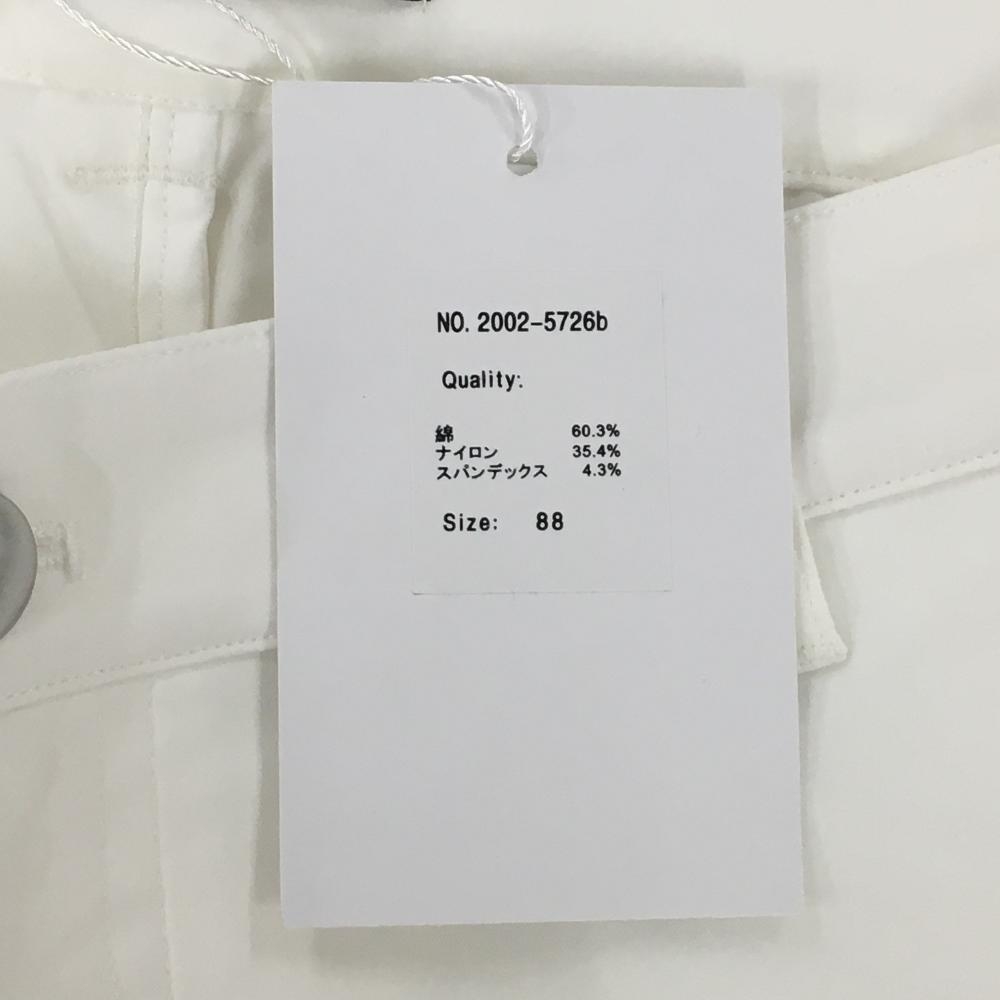 NO. 2002-5726b
Quality:
綿 60.3%
ナイロン 35.4%
スパンデックス 4.3%
Size: 88